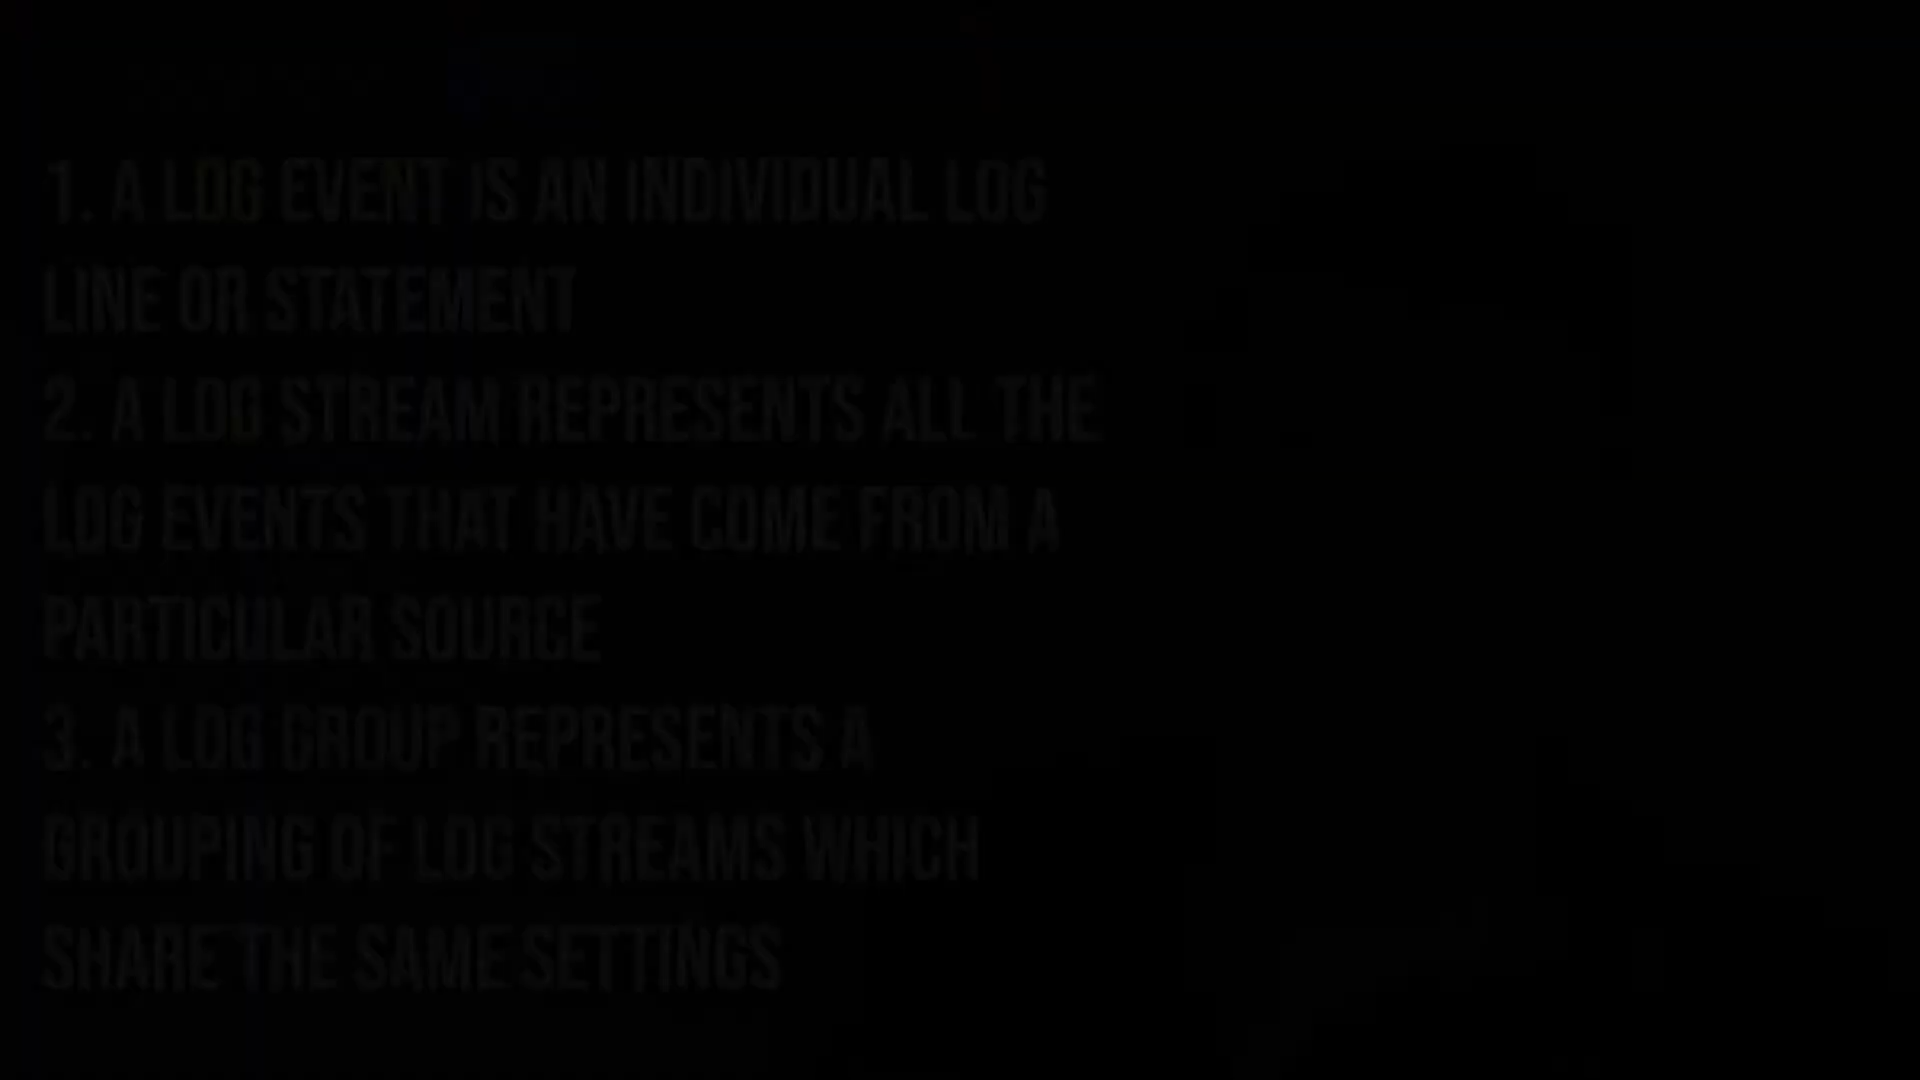 1. A LOG EVENT IS AN INDIVIDUAL LOG
LINE OR STATEMENT
2. A LOG STREAM REPRESENTS ALL THE
LOG EVENTS THAT HAVE COME FROM A
PARTICULAR SOURCE
3. A LOG GROUP REPRESENTS A
GROUPING OF LOG STREAMS WHICH
SHARE THE SAME SETTINGS